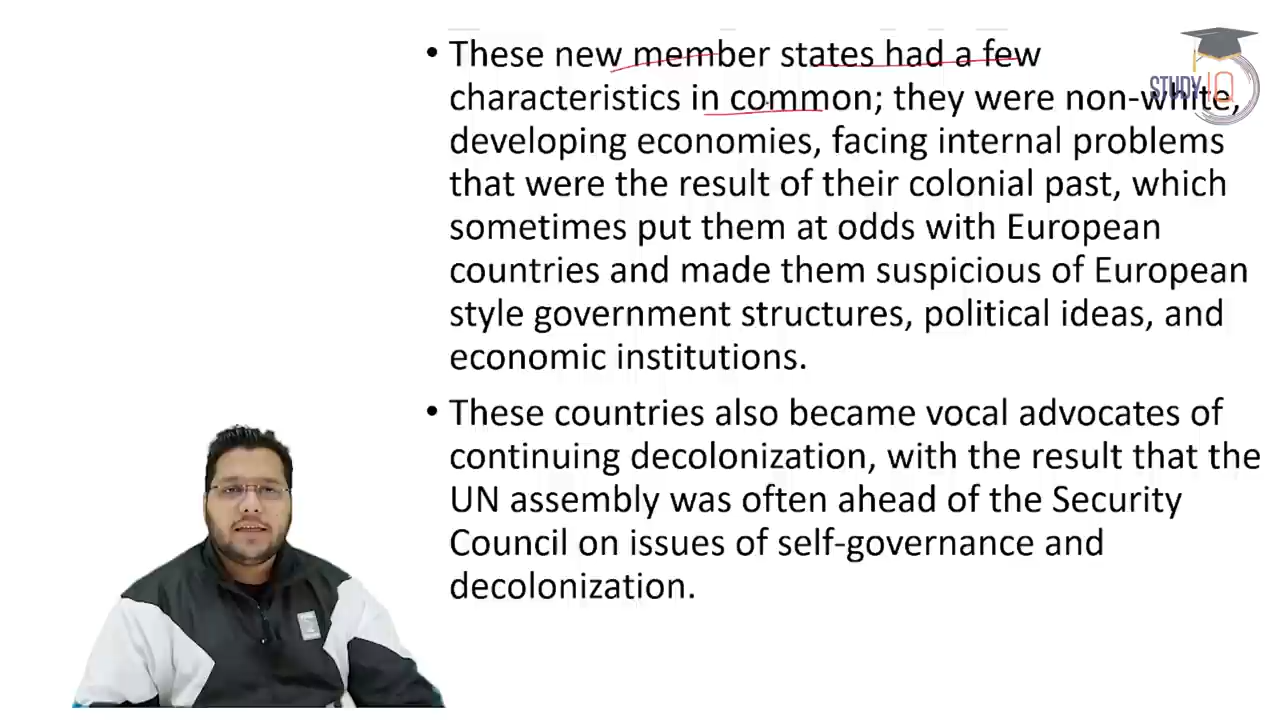 • These new member states had a few
characteristics in common; they were non-white,
developing economies, facing internal problems
that were the result of their colonial past, which
sometimes put them at odds with European
countries and made them suspicious of European
style government structures, political ideas, and
economic institutions.
• These countries also became vocal advocates of
continuing decolonization, with the result that the
UN assembly was often ahead of the Security
Council on issues of self-governance and
decolonization.
STUDY IQ